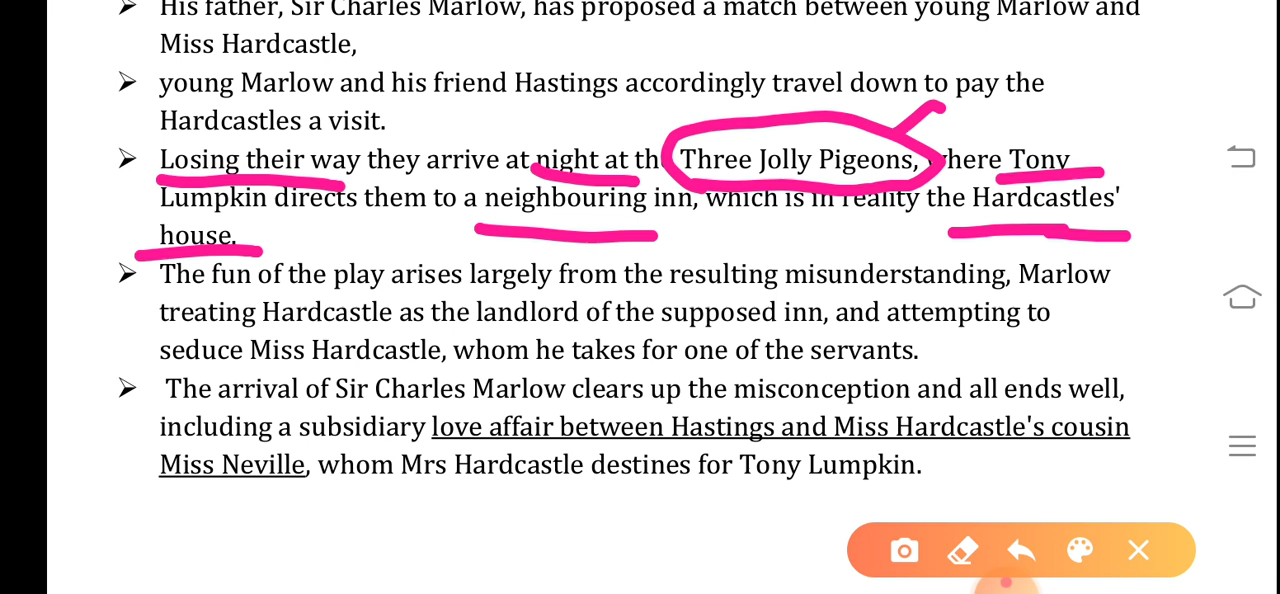 His father, Sir Charles Marlow, has proposed a match between young Marlow and
Miss Hardcastle,
young Marlow and his friend Hastings accordingly travel down to pay the
Hardcastles a visit.
Losing their way they arrive at night at the Three Jolly Pigeons, where Tony
Lumpkin directs them to a neighbouring inn, which is in reality the Hardcastles'
house.
The fun of the play arises largely from the resulting misunderstanding, Marlow
treating Hardcastle as the landlord of the supposed inn, and attempting to
seduce Miss Hardcastle, whom he takes for one of the servants.
The arrival of Sir Charles Marlow clears up the misconception and all ends well,
including a subsidiary love affair between Hastings and Miss Hardcastle's cousin
Miss Neville, whom Mrs Hardcastle destines for Tony Lumpkin.